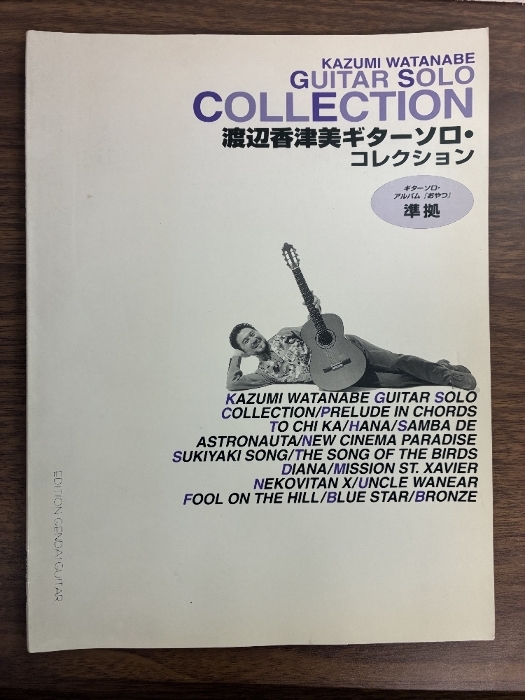 KAZUMI WATANABE
GUITAR SOLO
COLLECTION
渡辺香津美ギターソロ・
コレクション
ギターソロ・
アルバム「おやつ」
準拠
KAZUMI WATANABE GUITAR SOLO
COLLECTION/PRELUDE IN CHORDS
TO CHI KA/HANA/SAMBA DE
ASTRONAUTA/NEW CINEMA PARADISE
SUKIYAKI SONG/THE SONG OF THE BIRDS
DIANA/MISSION ST. XAVIER
NEKOVITAN X/UNCLE WANEAR
FOOL ON THE HILL/BLUE STAR/BRONZE
EDITION GENDAI GUITAR